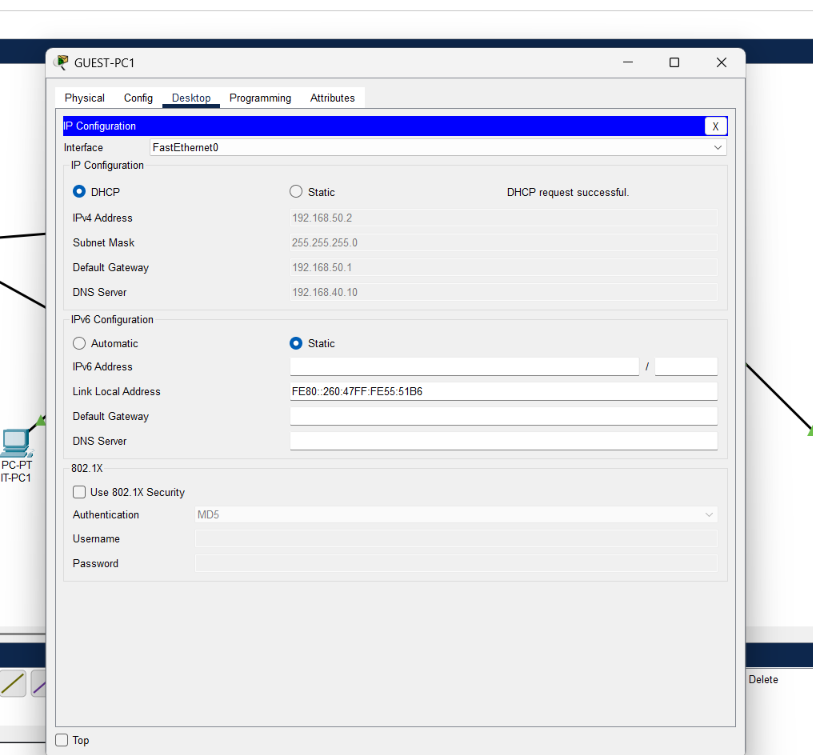 GUEST-PC1
Physical Config Desktop Programming Attributes
IP Configuration X
Interface FastEthernet0
IP Configuration
DHCP Static DHCP request successful.
IPv4 Address 192.168.50.2
Subnet Mask 255.255.255.0
Default Gateway 192.168.50.1
DNS Server 192.168.40.10
IPv6 Configuration
Automatic Static
IPv6 Address /
Link Local Address FE80::260:47FF:FE55:51B6
Default Gateway
DNS Server
802.1X
Use 802.1X Security
Authentication MD5
Username
Password
Top
PC-PT
IT-PC1
Delete